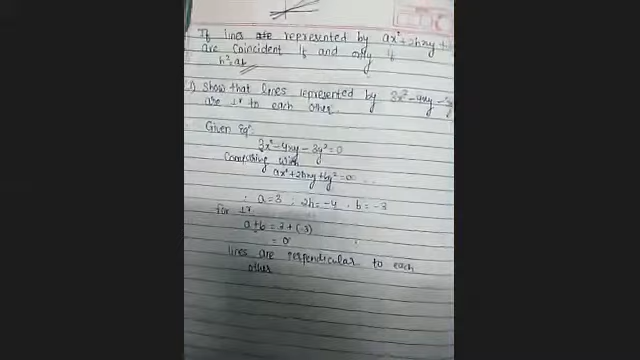 If lines are represented by ax²+2hxy+
are Coincident if and only if
h²=ab
1) Show that lines represented by 3x²-4xy-3y
are ⊥r to each other.
Given Eqⁿ
3x²-4xy-3y²=0
Comparing with
ax²+2hxy+by²=0
∴ a=3 ; 2h=-4 , b=-3
for ⊥r
a+b = 3+(-3)
= 0
lines are perpendicular to each
other